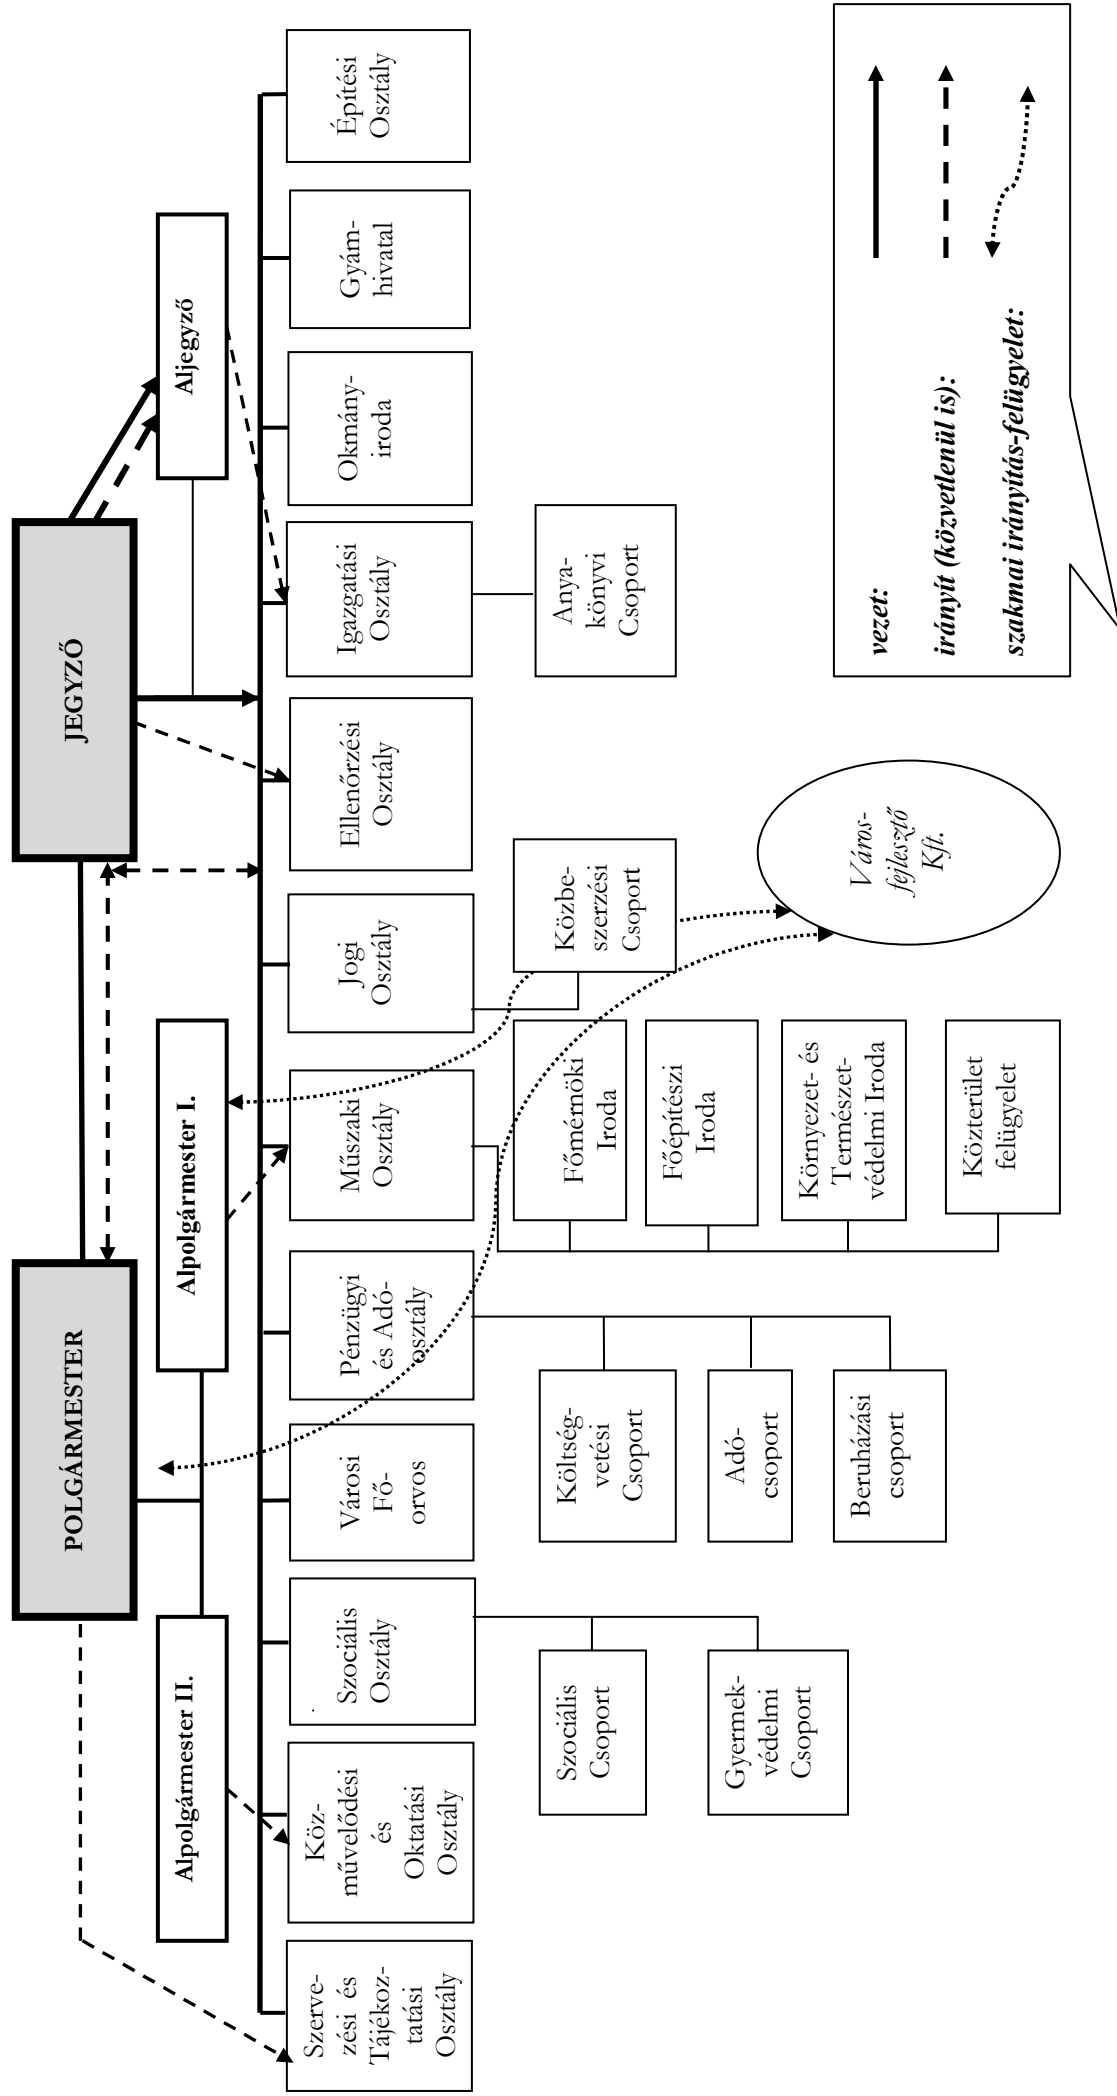 POLGÁRMESTER
JEGYZŐ
Alpolgármester II.
Alpolgármester I.
Aljegyző
Szerve-
zési és
Tájékoz-
tatási
Osztály
Köz-
művelődési
és
Oktatási
Osztály
Szociális
Osztály
Városi
Fő-
orvos
Pénzügyi
és Adó-
osztály
Műszaki
Osztály
Jogi
Osztály
Ellenőrzési
Osztály
Igazgatási
Osztály
Okmány-
iroda
Gyám-
hivatal
Építési
Osztály
Szociális
Csoport
Gyermek-
védelmi
Csoport
Költség-
vetési
Csoport
Adó-
csoport
Beruházási
csoport
Főmérnöki
Iroda
Főépítészi
Iroda
Környezet- és
Természet-
védelmi Iroda
Közterület
felügyelet
Közbe-
szerzési
Csoport
Anya-
könyvi
Csoport
Város-
fejlesztő
Kft.
vezet:
irányít (közvetlenül is):
szakmai irányítás-felügyelet: